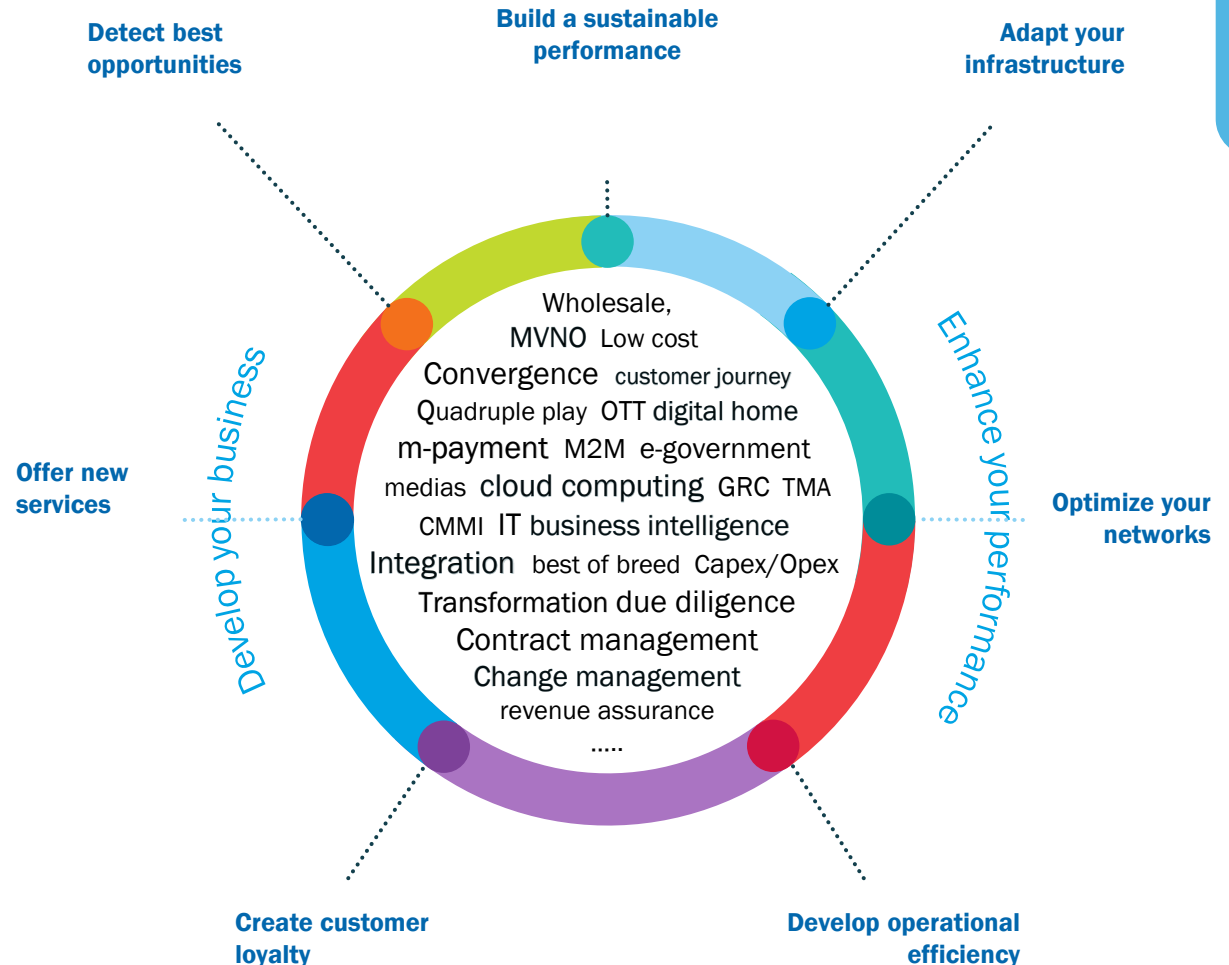 Build a sustainable
performance
Detect best
opportunities
Adapt your
infrastructure
Wholesale,
MVNO Low cost
Convergence customer journey
Quadruple play OTT digital home
m-payment M2M e-government
medias cloud computing GRC TMA
CMMI IT business intelligence
Integration best of breed Capex/Opex
Transformation due diligence
Contract management
Change management
revenue assurance
.....
Develop your business
Enhance your performance
Offer new
services
Optimize your
networks
Create customer
loyalty
Develop operational
efficiency